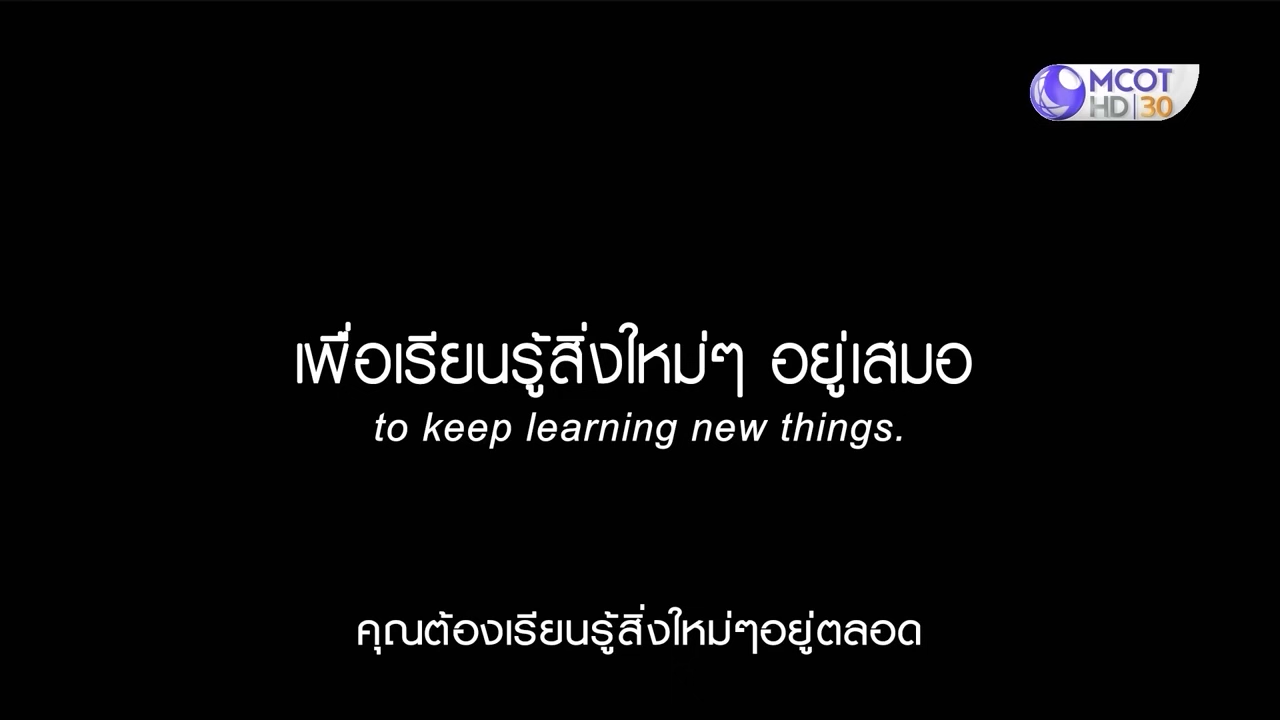 MCOT
HD|30
เพื่อเรียนรู้สิ่งใหม่ๆ อยู่เสมอ
to keep learning new things.
คุณต้องเรียนรู้สิ่งใหม่ๆอยู่ตลอด